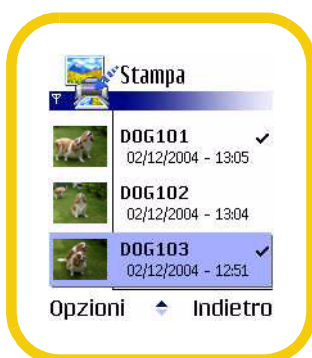 Stampa
DOG101
02/12/2004 - 13:05
DOG102
02/12/2004 - 13:04
DOG103
02/12/2004 - 12:51
Opzioni Indietro